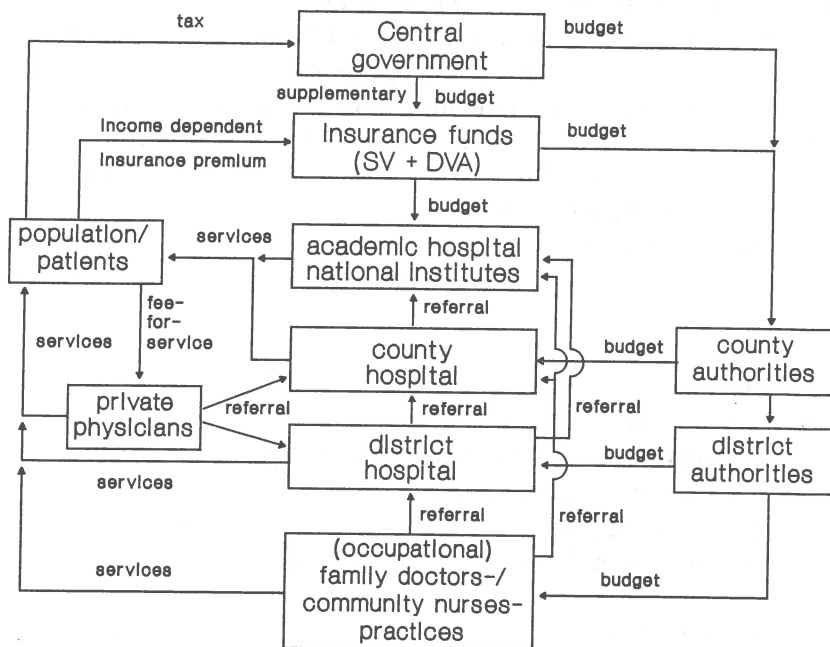 tax
Central
government
budget
supplementary
budget
Income dependent
Insurance premium
Insurance funds
(SV + DVA)
budget
budget
population/
patients
services
academic hospital
national institutes
referral
fee-
for-
service
services
county
hospital
budget
county
authorities
private
physicians
referral
referral
referral
district
hospital
budget
district
authorities
services
referral
referral
(occupational)
family doctors-/
community nurses-
practices
services
budget